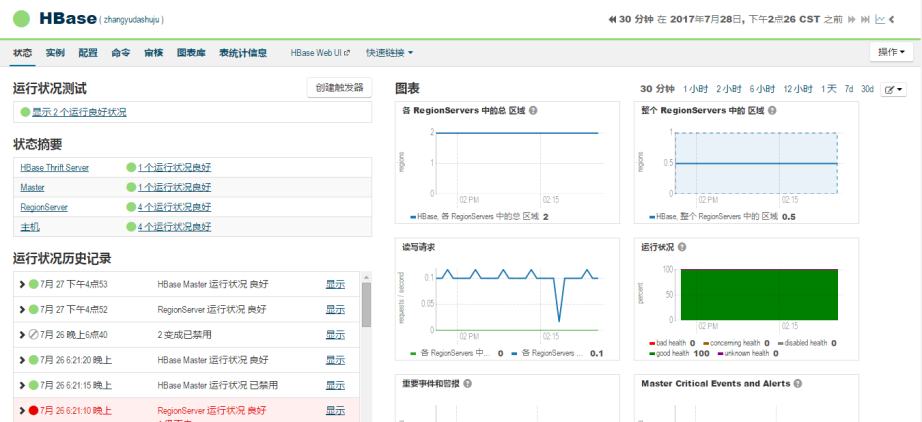 HBase ( zhangyudashuju )
30 分钟 在 2017年7月28日, 下午2点26 CST 之前
状态 实例 配置 命令 审核 图表库 表统计信息 HBase Web UI 快速链接 操作
运行状况测试 创建触发器
显示 2 个运行良好状况
状态摘要
HBase Thrift Server 1 个运行状况良好
Master 1 个运行状况良好
RegionServer 4 个运行状况良好
主机 4 个运行状况良好
运行状况历史记录
7月 27 下午4点53 HBase Master 运行状况 良好 显示
7月 27 下午4点52 RegionServer 运行状况 良好 显示
7月 26 晚上6点40 2 变成已禁用 显示
7月 26 6:21:20 晚上 HBase Master 运行状况 良好 显示
7月 26 6:21:15 晚上 HBase Master 运行状况 已禁用 显示
7月 26 6:21:10 晚上 RegionServer 运行状况 良好 显示
图表 30 分钟 1 小时 2 小时 6 小时 12 小时 1 天 7d 30d
各 RegionServers 中的总 区域
regions
2
1
0
02 PM 02:15
HBase, 各 RegionServers 中的总 区域 2
整个 RegionServers 中的 区域
regions
1
0.5
0
02 PM 02:15
HBase, 整个 RegionServers 中的 区域 0.5
读写请求
requests / second
0.1
0.05
0
02 PM 02:15
各 RegionServers 中... 0 各 RegionServers ... 0.1
运行状况
percent
100
50
0
02 PM 02:15
bad health 0 concerning health 0 disabled health 0
good health 100 unknown health 0
重要事件和警报
Master Critical Events and Alerts